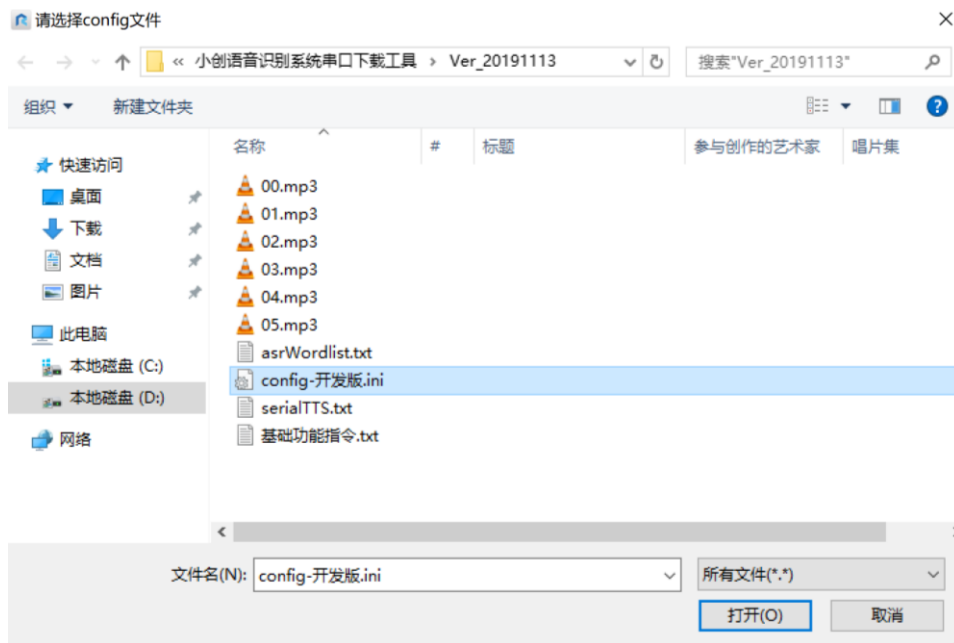 请选择config文件
« 小创语音识别系统串口下载工具 › Ver_20191113 搜索"Ver_20191113"
组织 新建文件夹
名称 # 标题 参与创作的艺术家 唱片集
快速访问
桌面
下载
文档
图片
此电脑
本地磁盘 (C:)
本地磁盘 (D:)
网络
00.mp3
01.mp3
02.mp3
03.mp3
04.mp3
05.mp3
asrWordlist.txt
config-开发版.ini
serialTTS.txt
基础功能指令.txt
文件名(N): config-开发版.ini 所有文件(*.*)
打开(O) 取消